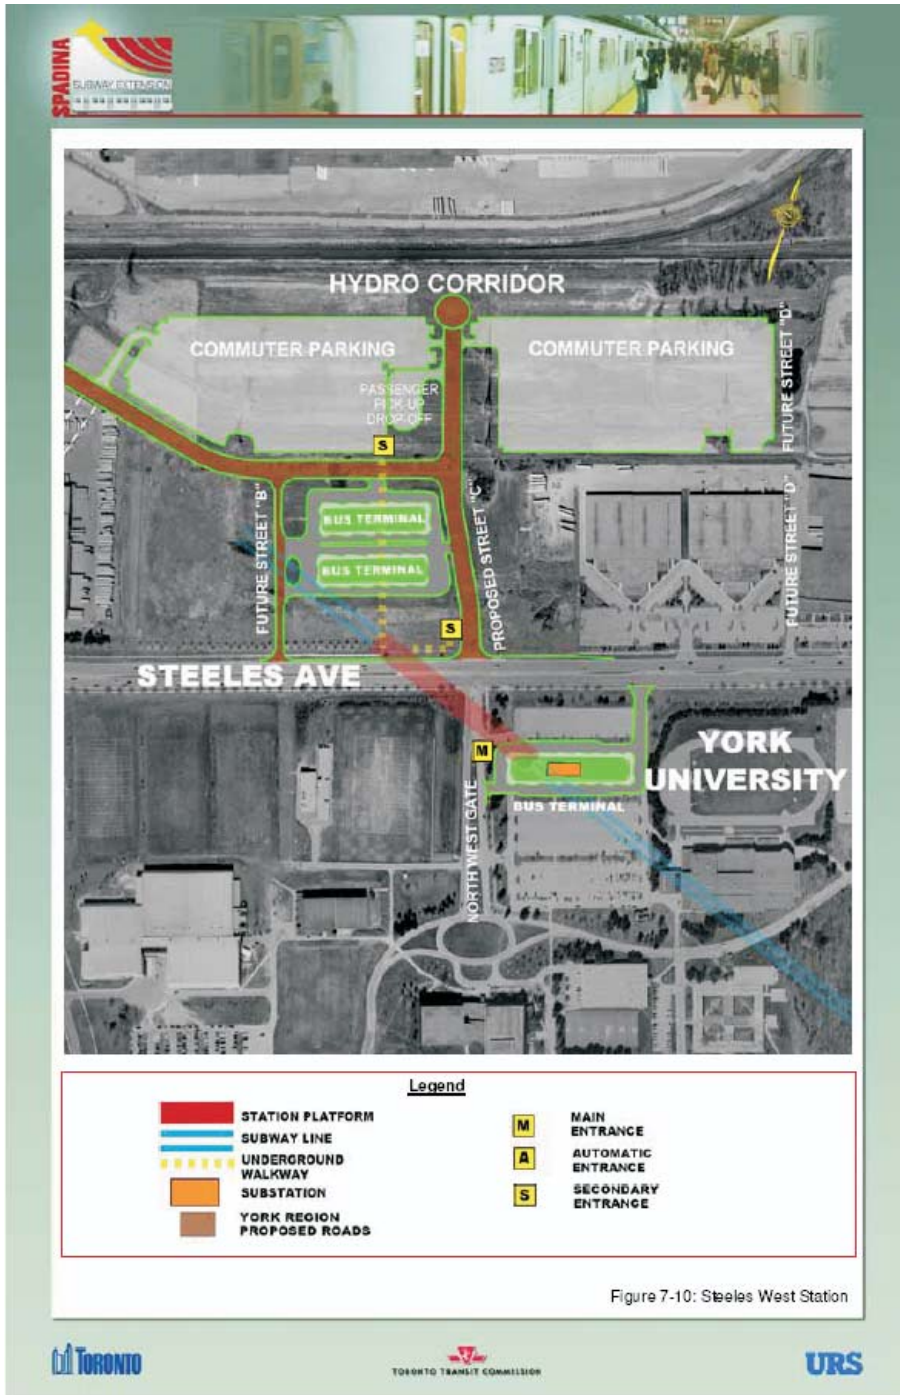 SPADINA
SUBWAY EXTENSION
HYDRO CORRIDOR
COMMUTER PARKING
COMMUTER PARKING
FUTURE STREET "D"
PASSENGER
PICK-UP
DROP-OFF
S
FUTURE STREET "B"
BUS TERMINAL
BUS TERMINAL
PROPOSED STREET "C"
FUTURE STREET "D"
S
STEELES AVE
M
YORK
UNIVERSITY
BUS TERMINAL
NORTHWEST GATE
Legend
STATION PLATFORM
SUBWAY LINE
UNDERGROUND
WALKWAY
SUBSTATION
YORK REGION
PROPOSED ROADS
M
MAIN
ENTRANCE
A
AUTOMATIC
ENTRANCE
S
SECONDARY
ENTRANCE
Figure 7-10: Steeles West Station
TORONTO
TORONTO TRANSIT COMMISSION
URS